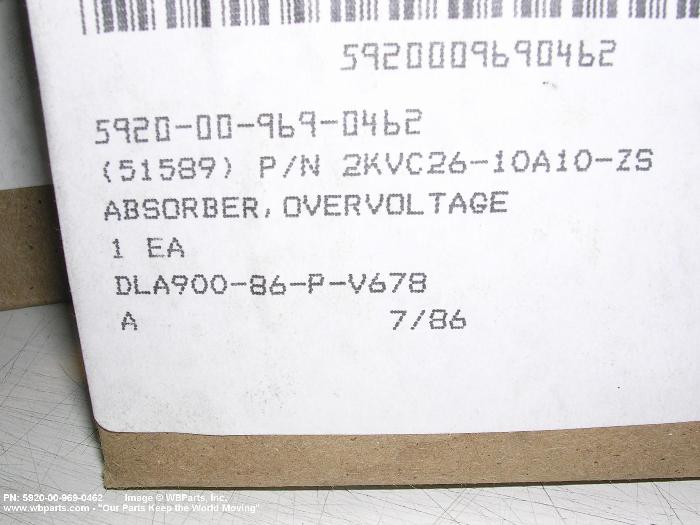 5920009690462
5920-00-969-0462
(51589) P/N 2KVC26-10A10-ZS
ABSORBER, OVERVOLTAGE
1 EA
DLA900-86-P-V678
A 7/86
PN: 5920-00-969-0462 Image © WBParts, Inc.
www.wbparts.com - "Our Parts Keep the World Moving"